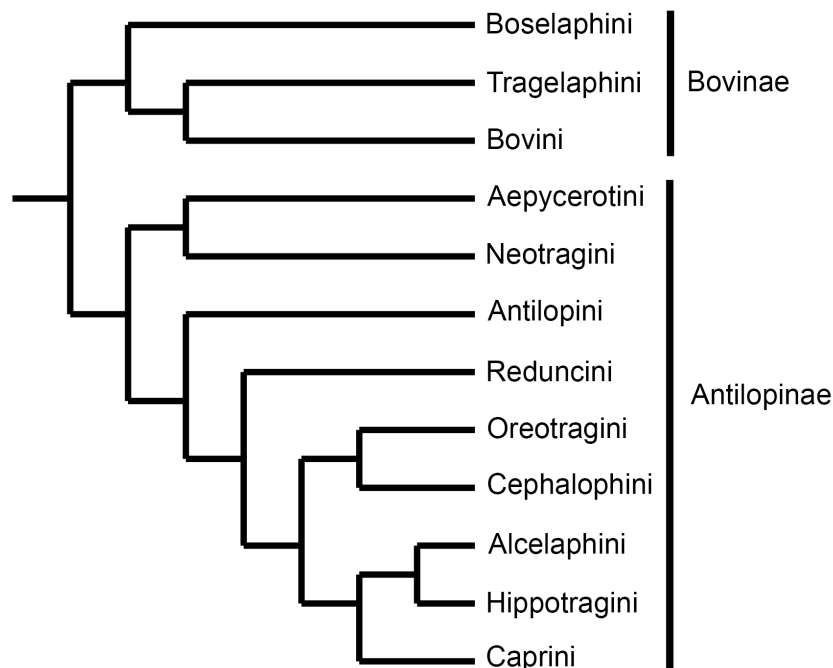 Boselaphini
Tragelaphini
Bovinae
Bovini
Aepycerotini
Neotragini
Antilopini
Reduncini
Antilopinae
Oreotragini
Cephalophini
Alcelaphini
Hippotragini
Caprini